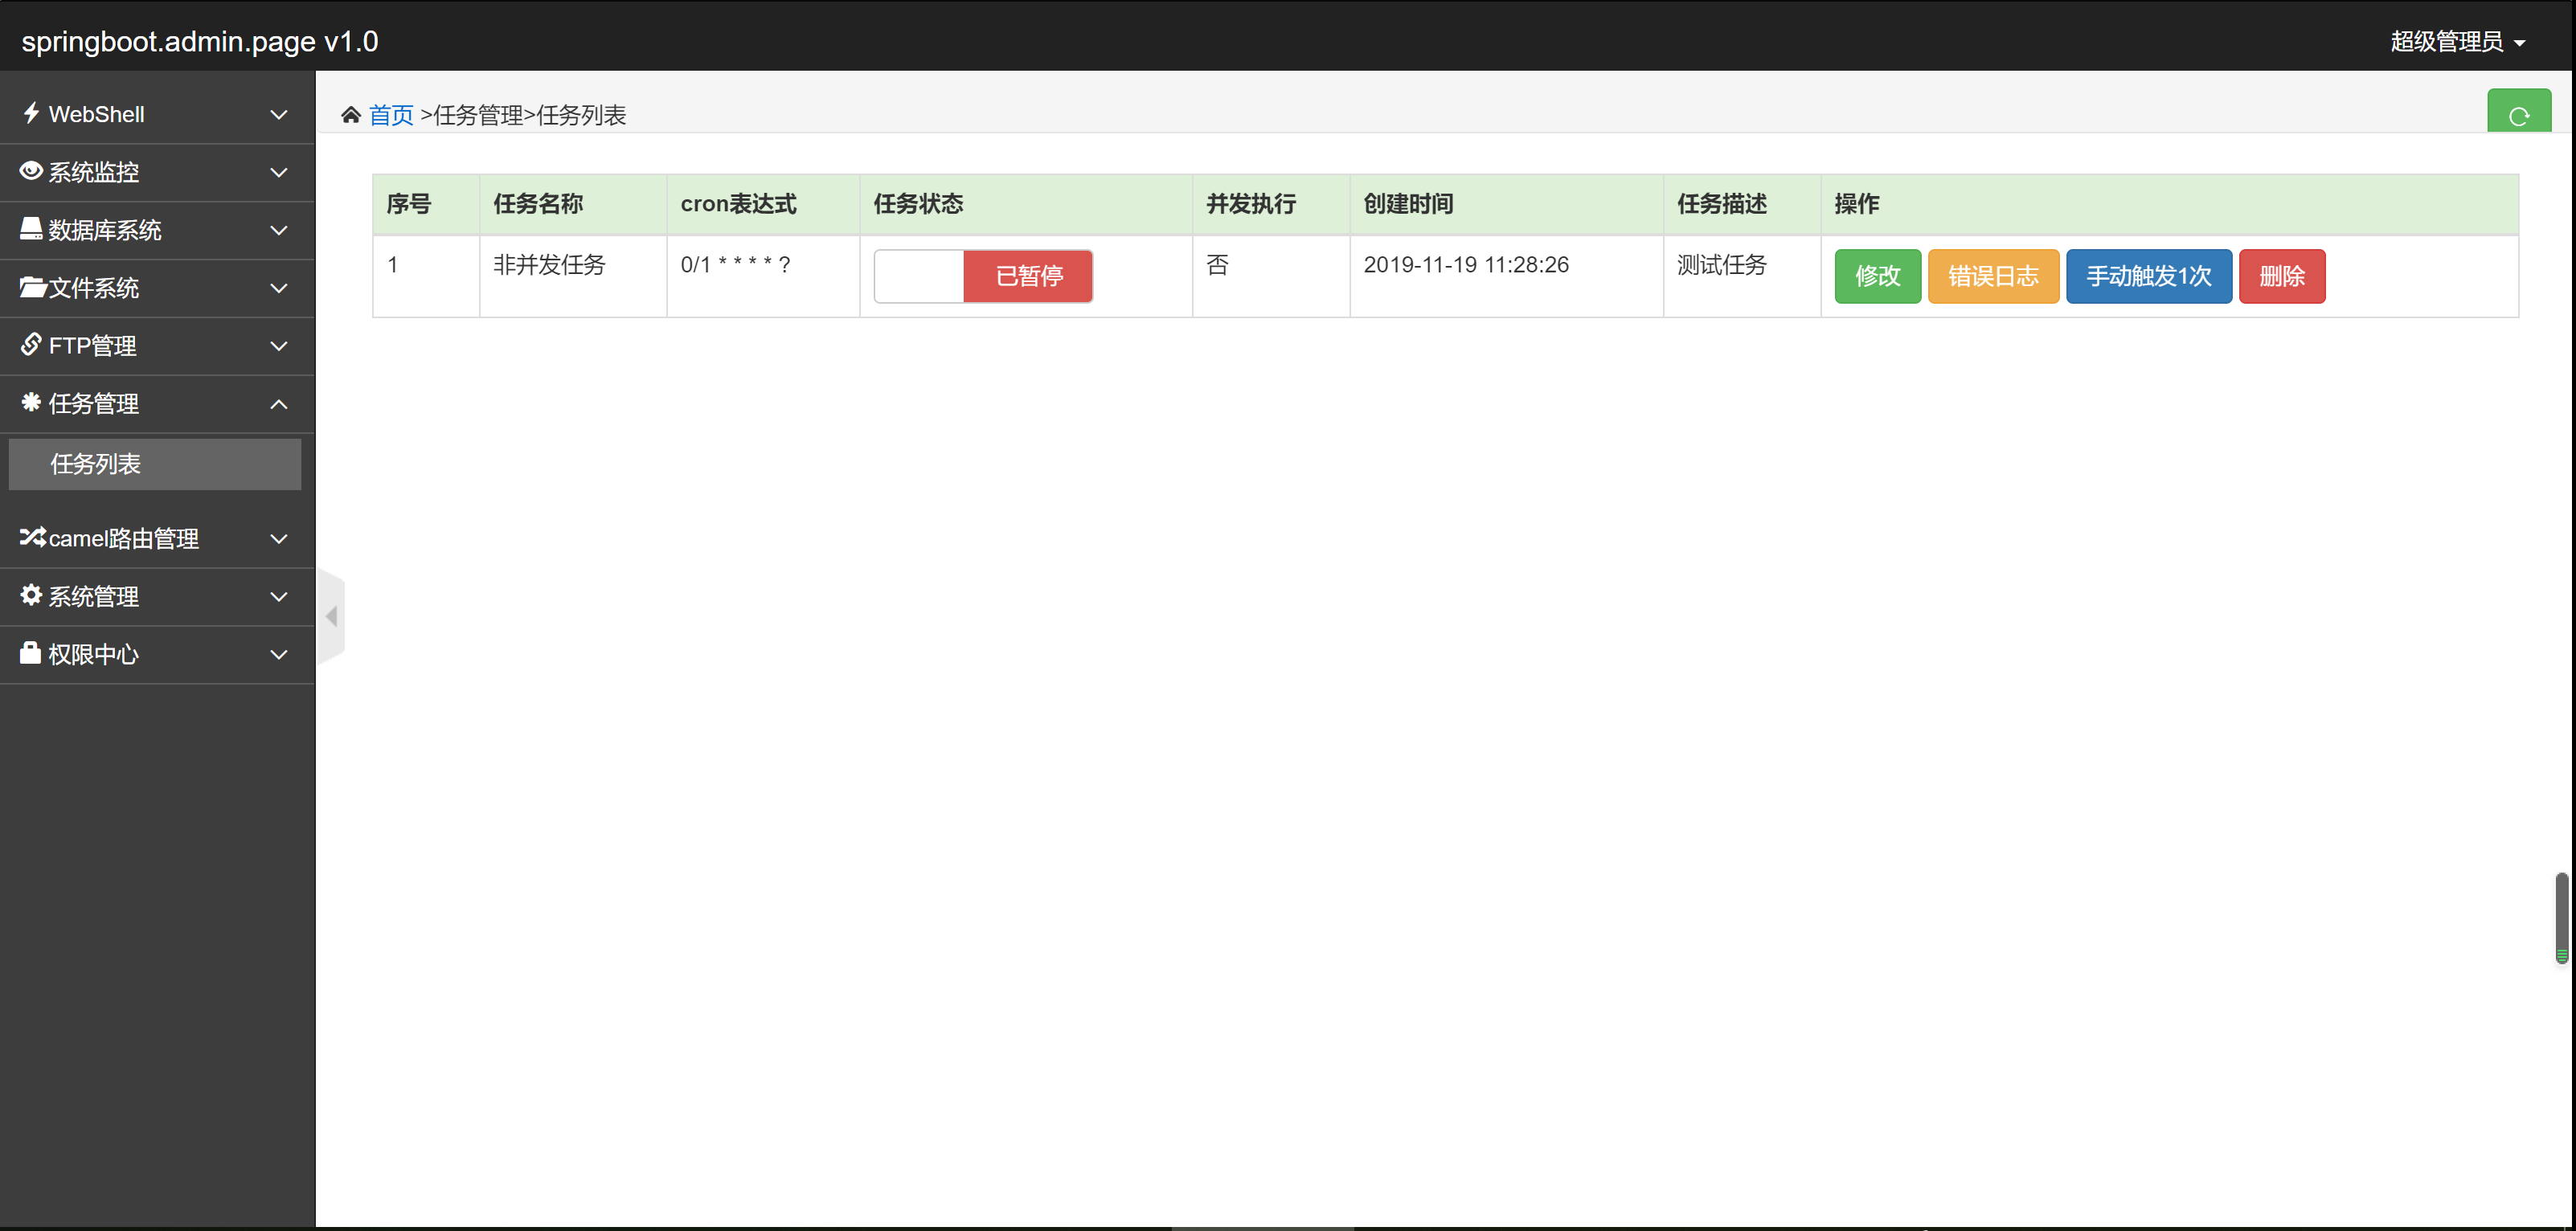 springboot.admin.page v1.0
超级管理员
WebShell
系统监控
数据库系统
文件系统
FTP管理
任务管理
任务列表
camel路由管理
系统管理
权限中心
首页 >任务管理>任务列表
序号 任务名称 cron表达式 任务状态 并发执行 创建时间 任务描述 操作
1 非并发任务 0/1 * * * * ? 已暂停 否 2019-11-19 11:28:26 测试任务 修改 错误日志 手动触发1次 删除